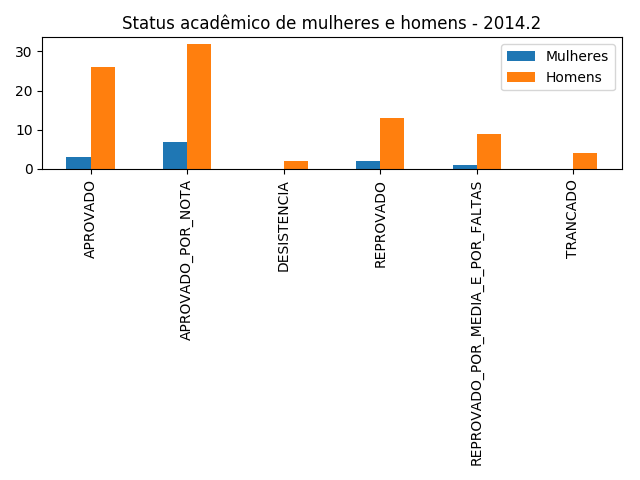 Status acadêmico de mulheres e homens - 2014.2
Mulheres
Homens
30
20
10
0
APROVADO
APROVADO_POR_NOTA
DESISTENCIA
REPROVADO
REPROVADO_POR_MEDIA_E_POR_FALTAS
TRANCADO